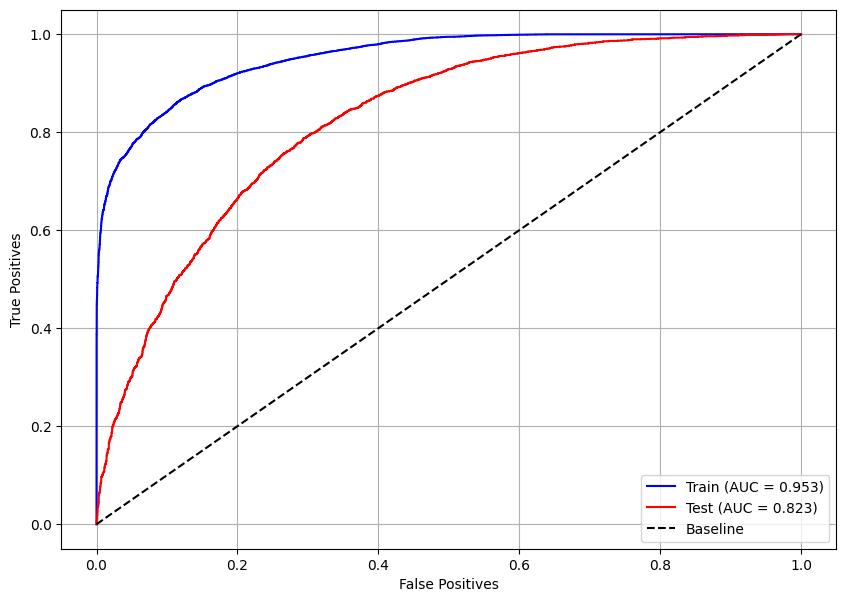 1.0
0.8
0.6
0.4
0.2
0.0
True Positives
Train (AUC = 0.953)
Test (AUC = 0.823)
Baseline
0.0 0.2 0.4 0.6 0.8 1.0
False Positives